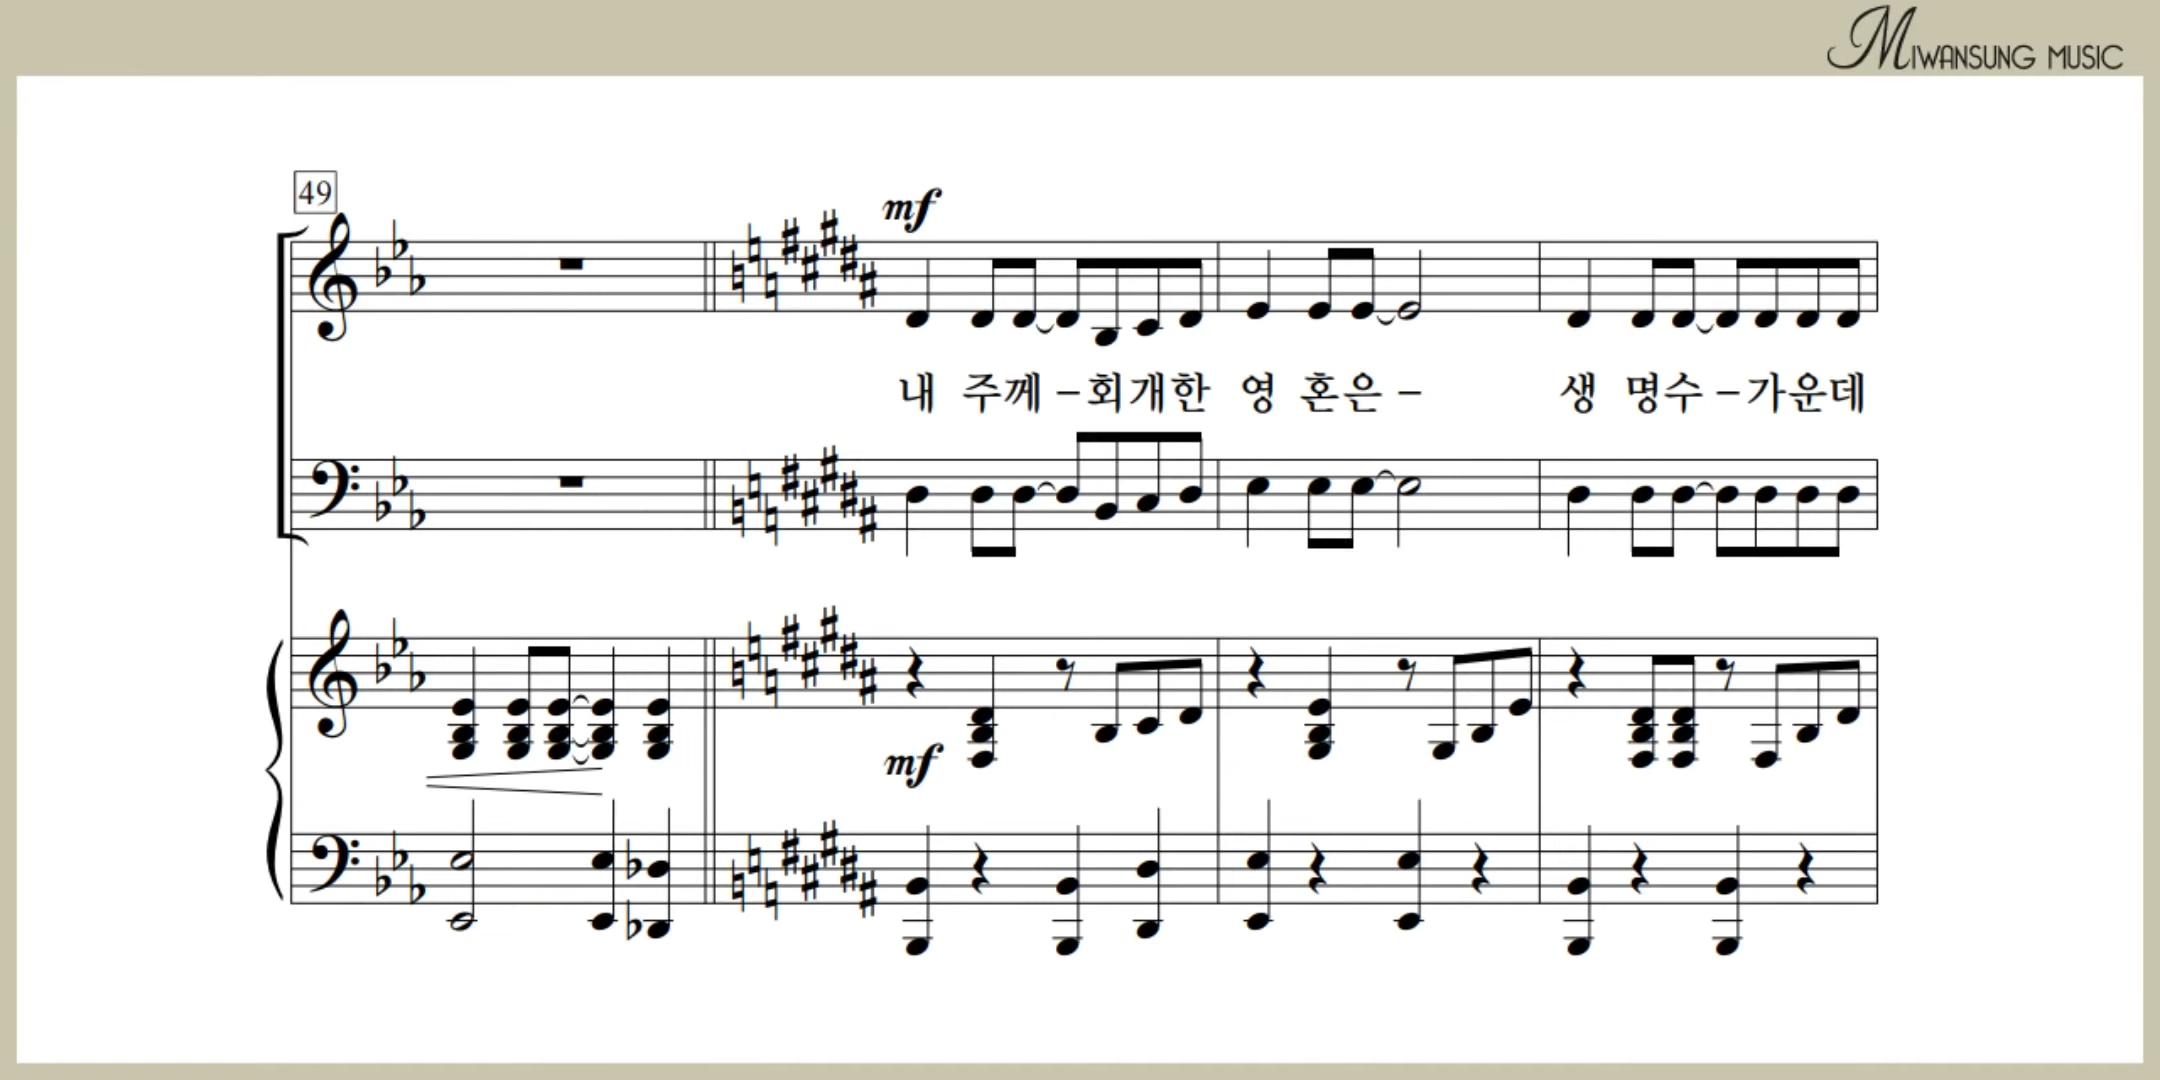 MIWANSUNG MUSIC
49
mf
내 주께 – 회개한 영 혼은 – 생 명수 – 가운데
mf